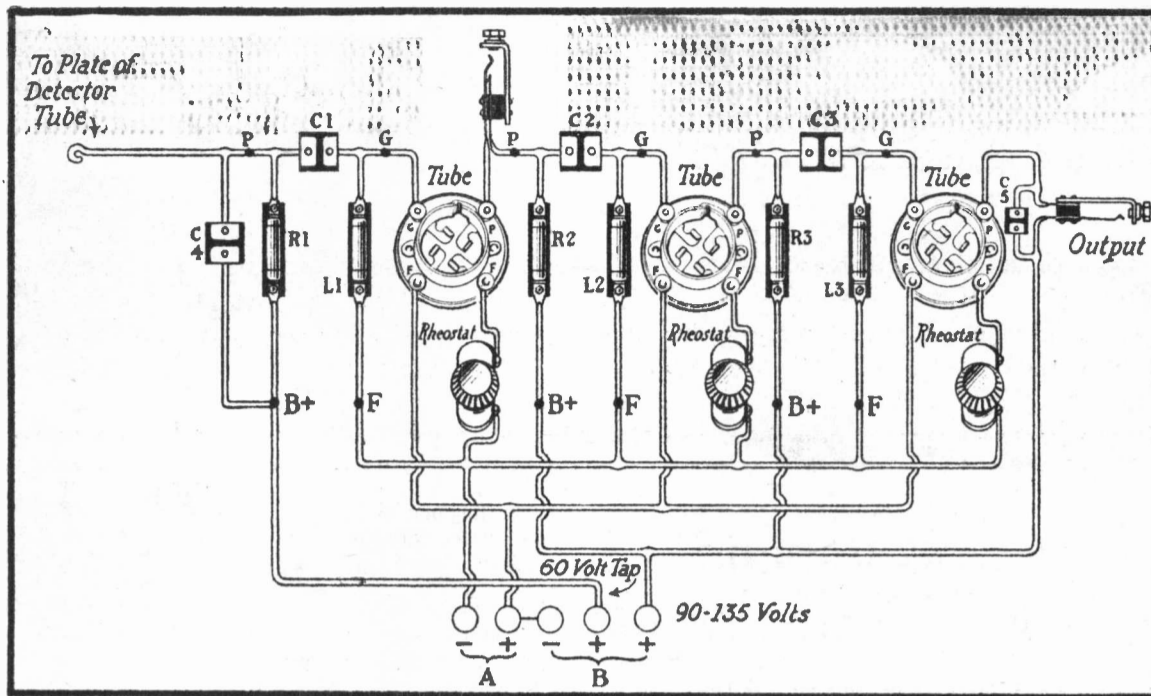 To Plate of
Detector
Tube
P
C1
G
P
C2
G
P
C3
G
Tube
Tube
Tube
C
4
R1
L1
G
P
F
F
R2
L2
G
P
F
F
R3
L3
G
P
F
F
C
5
Output
Rheostat
Rheostat
Rheostat
B+
F
B+
F
B+
F
60 Volt Tap
90-135 Volts
− + − + +
A B